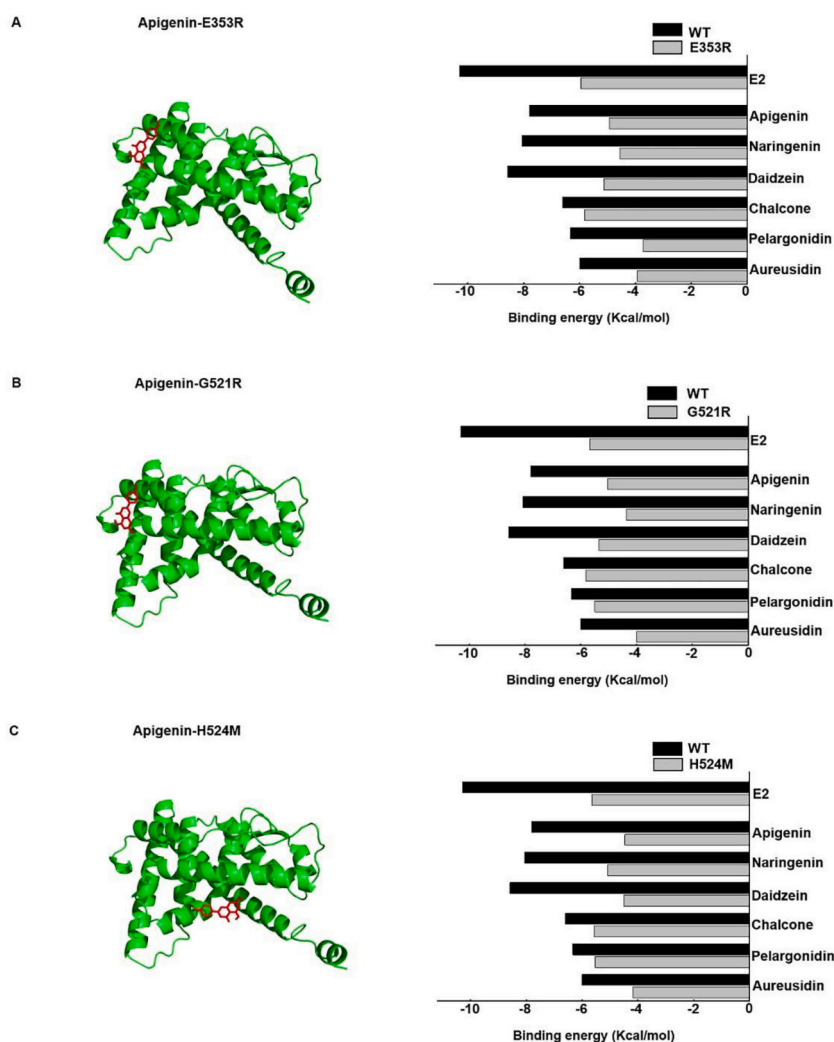 A
Apigenin-E353R
WT
E353R
E2
Apigenin
Naringenin
Daidzein
Chalcone
Pelargonidin
Aureusidin
-10 -8 -6 -4 -2 0
Binding energy (Kcal/mol)
B
Apigenin-G521R
WT
G521R
E2
Apigenin
Naringenin
Daidzein
Chalcone
Pelargonidin
Aureusidin
-10 -8 -6 -4 -2 0
Binding energy (Kcal/mol)
C
Apigenin-H524M
WT
H524M
E2
Apigenin
Naringenin
Daidzein
Chalcone
Pelargonidin
Aureusidin
-10 -8 -6 -4 -2 0
Binding energy (Kcal/mol)